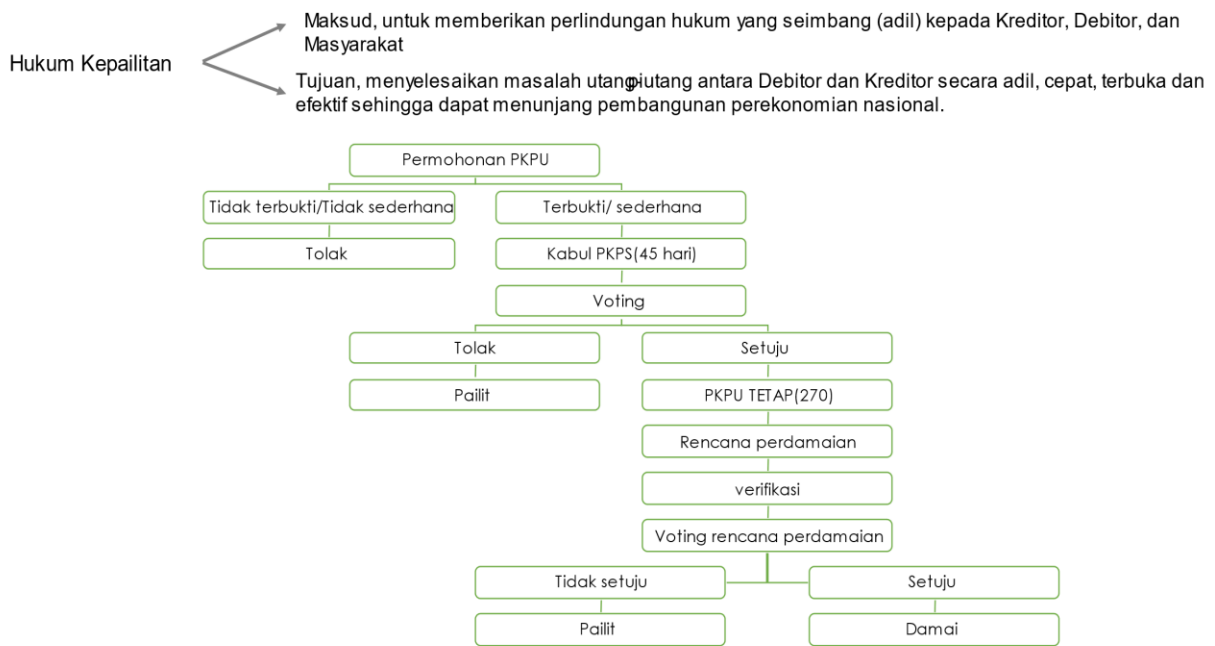 Maksud, untuk memberikan perlindungan hukum yang seimbang (adil) kepada Kreditor, Debitor, dan
Masyarakat
Hukum Kepailitan
Tujuan, menyelesaikan masalah utang-piutang antara Debitor dan Kreditor secara adil, cepat, terbuka dan
efektif sehingga dapat menunjang pembangunan perekonomian nasional.
Permohonan PKPU
Tidak terbukti/Tidak sederhana
Terbukti/ sederhana
Tolak
Kabul PKPS(45 hari)
Voting
Tolak
Setuju
Pailit
PKPU TETAP(270)
Rencana perdamaian
verifikasi
Voting rencana perdamaian
Tidak setuju
Setuju
Pailit
Damai